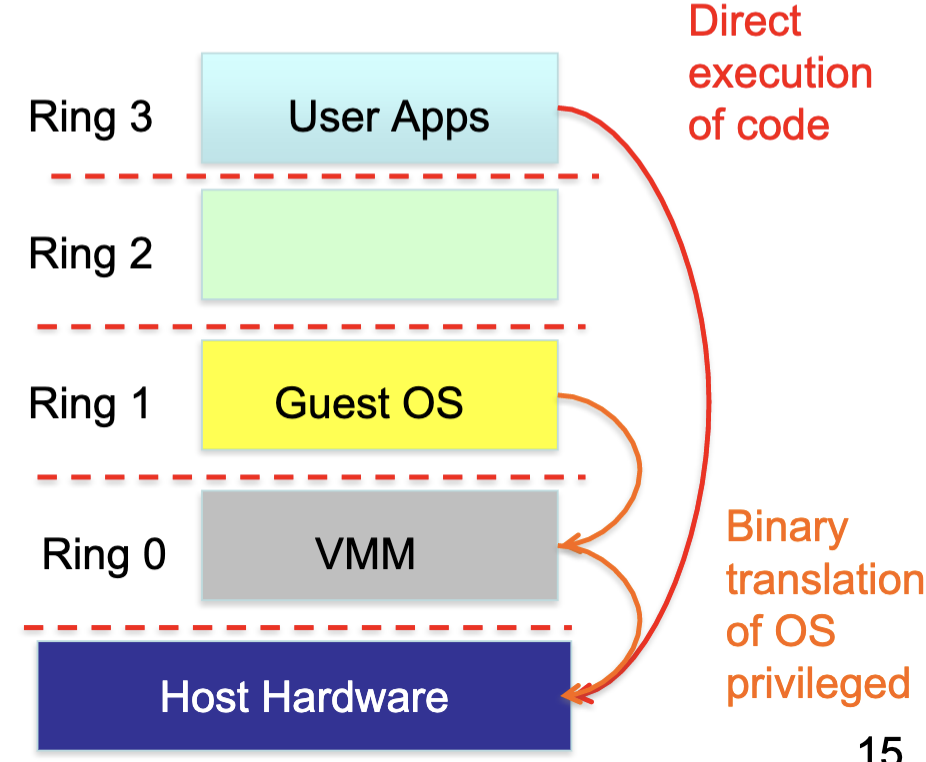 Direct
execution
of code
Ring 3
User Apps
Ring 2
Ring 1
Guest OS
Ring 0
VMM
Binary
translation
of OS
privileged
Host Hardware
15